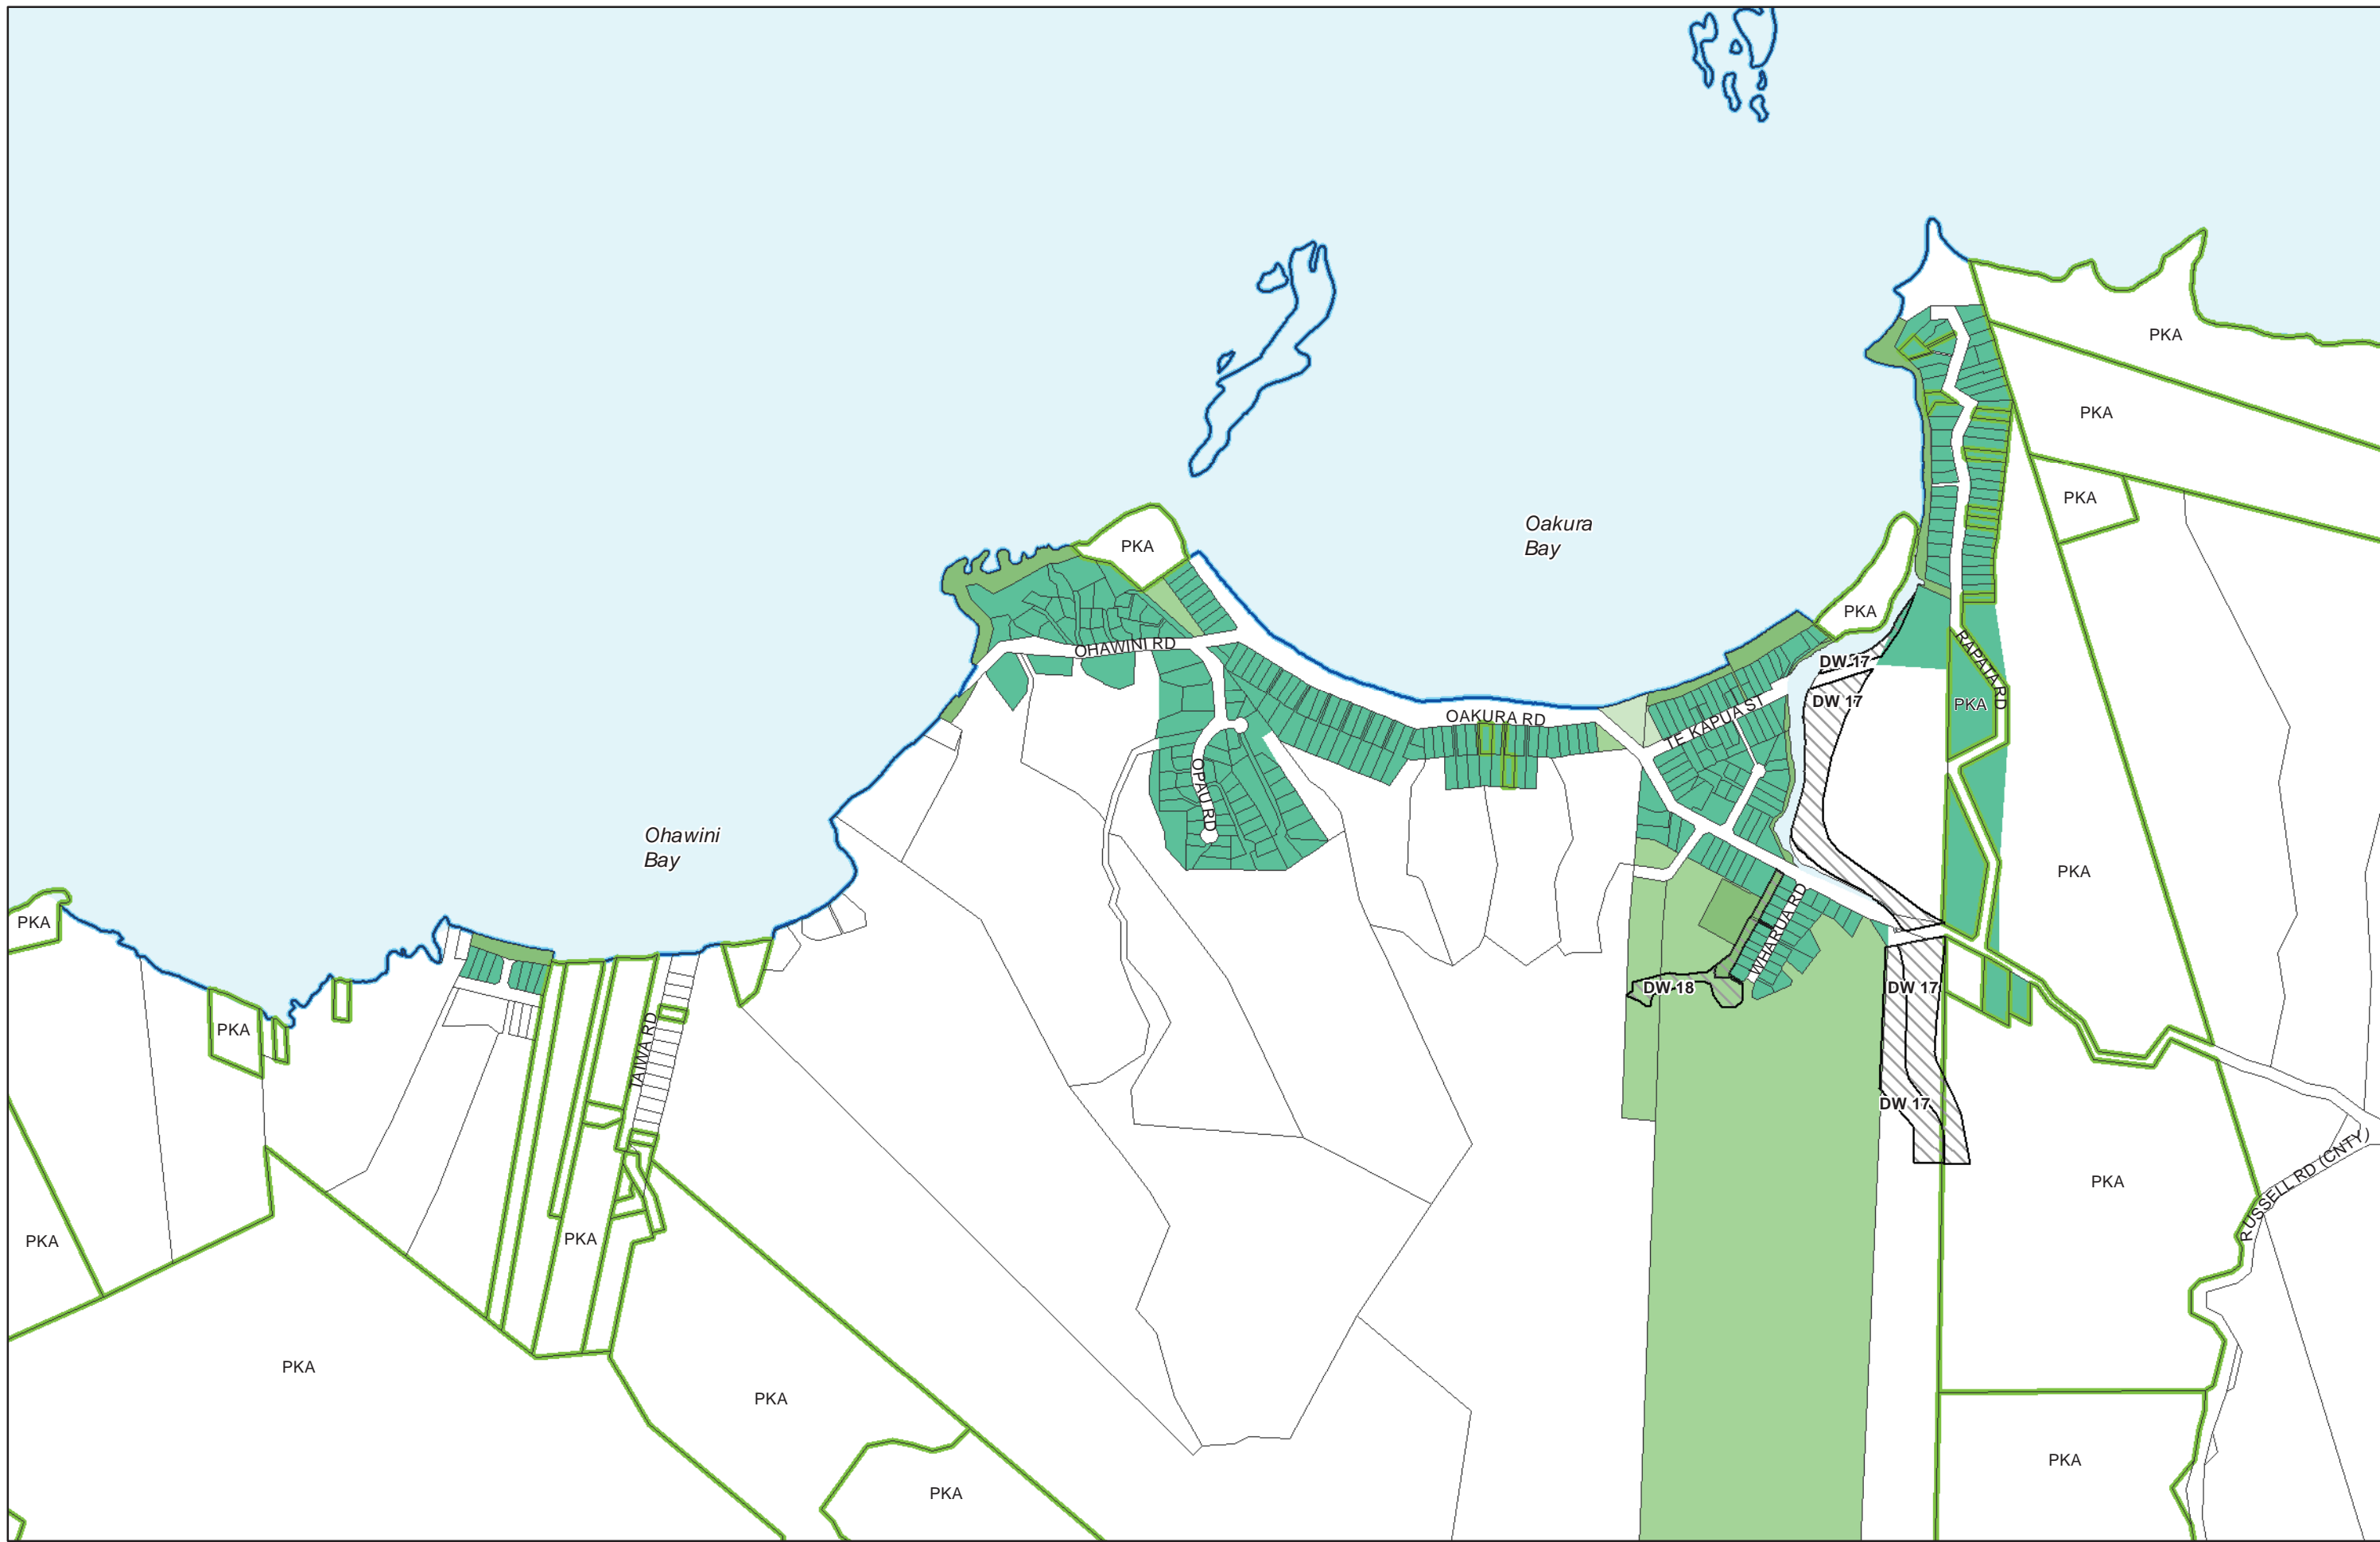 PKA
PKA
PKA
Oakura
Bay
PKA
PKA
OHAWINI RD
RAPATA RD
DW 17
DW 17
PKA
OAKURA RD
TE KAPUA ST
OPAU RD
Ohawini
Bay
PKA
PKA
WHARUA RD
DW 18
DW 17
PKA
TAIWA RD
DW 17
RUSSELL RD (CNTY)
PKA
PKA
PKA
PKA
PKA
PKA
PKA